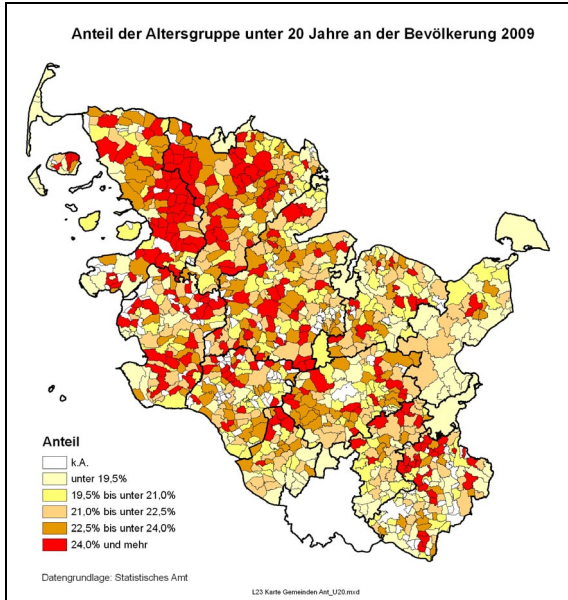 Anteil der Altersgruppe unter 20 Jahre an der Bevölkerung 2009
Anteil
k.A.
unter 19,5%
19,5% bis unter 21,0%
21,0% bis unter 22,5%
22,5% bis unter 24,0%
24,0% und mehr
Datengrundlage: Statistisches Amt
L23 Karte Gemeinden Ant_U20.mxd